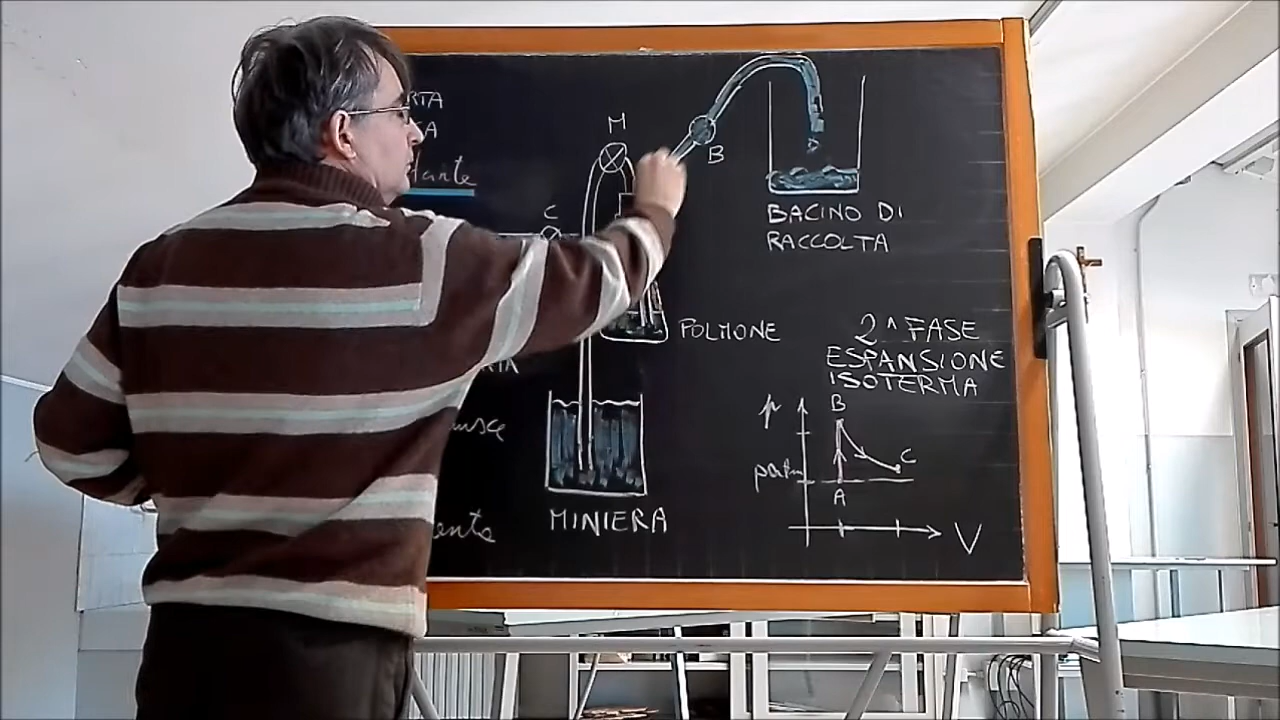 M
B
C
BACINO DI
RACCOLTA
POLMONE
MINIERA
2^ FASE
ESPANSIONE
ISOTERMA
p
B
C
patm
A
V